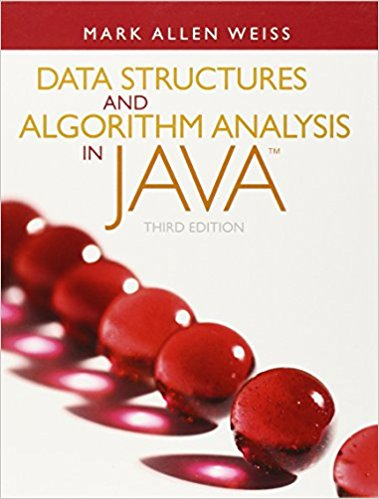 MARK ALLEN WEISS
DATA STRUCTURES
AND
ALGORITHM ANALYSIS
IN JAVA™
THIRD EDITION